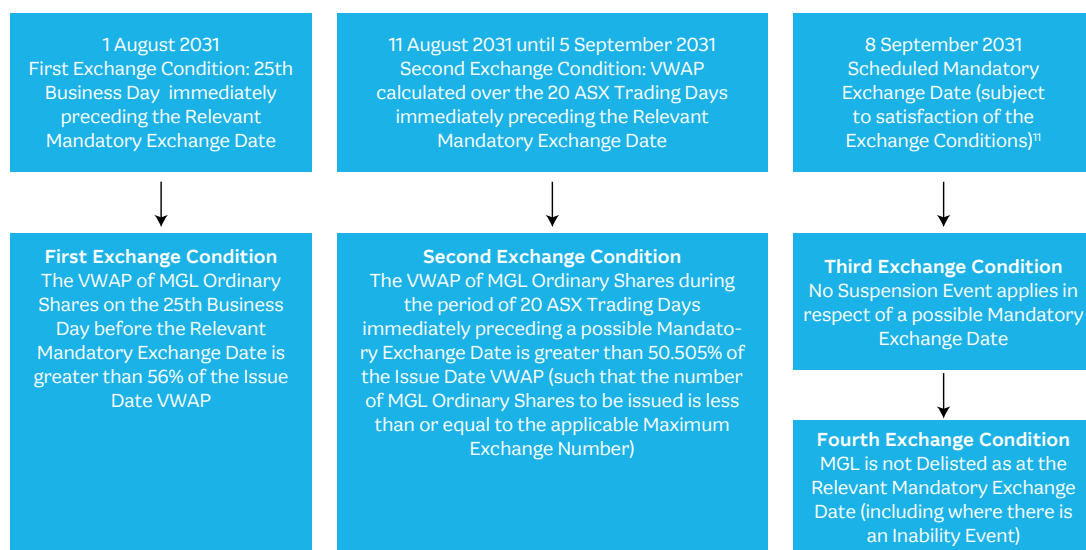 1 August 2031
First Exchange Condition: 25th
Business Day immediately
preceding the Relevant
Mandatory Exchange Date
11 August 2031 until 5 September 2031
Second Exchange Condition: VWAP
calculated over the 20 ASX Trading Days
immediately preceding the Relevant
Mandatory Exchange Date
8 September 2031
Scheduled Mandatory
Exchange Date (subject
to satisfaction of the
Exchange Conditions)¹¹
First Exchange Condition
The VWAP of MGL Ordinary
Shares on the 25th Business
Day before the Relevant
Mandatory Exchange Date is
greater than 56% of the Issue
Date VWAP
Second Exchange Condition
The VWAP of MGL Ordinary Shares during
the period of 20 ASX Trading Days
immediately preceding a possible Mandato-
ry Exchange Date is greater than 50.505% of
the Issue Date VWAP (such that the number
of MGL Ordinary Shares to be issued is less
than or equal to the applicable Maximum
Exchange Number)
Third Exchange Condition
No Suspension Event applies in
respect of a possible Mandatory
Exchange Date
Fourth Exchange Condition
MGL is not Delisted as at the
Relevant Mandatory Exchange
Date (including where there is
an Inability Event)